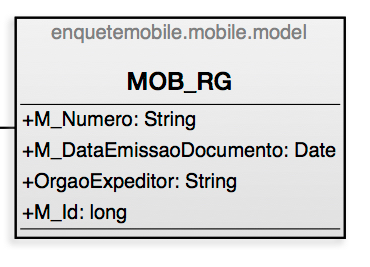 enquetemobile.mobile.model
MOB_RG
+M_Numero: String
+M_DataEmissaoDocumento: Date
+OrgaoExpeditor: String
+M_Id: long